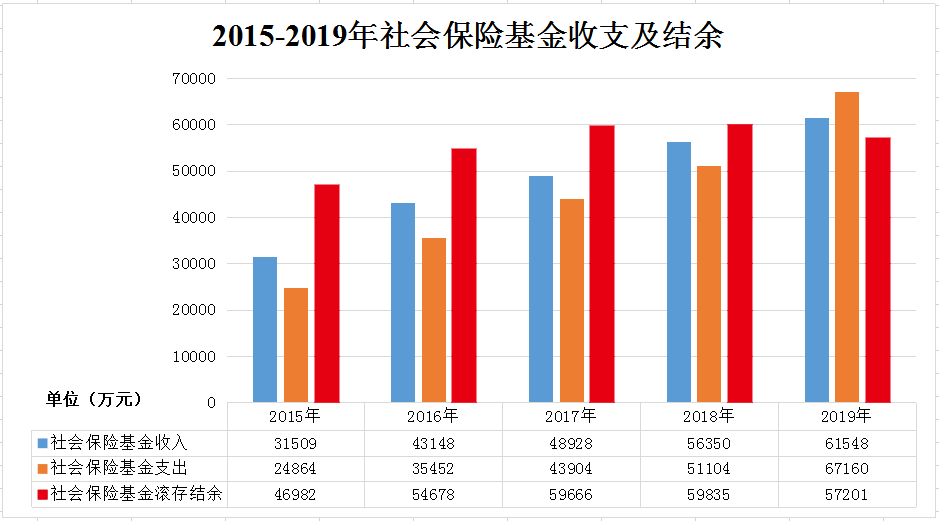 2015-2019年社会保险基金收支及结余
70000
60000
50000
40000
30000
20000
10000
0
单位（万元）
2015年 2016年 2017年 2018年 2019年
社会保险基金收入 31509 43148 48928 56350 61548
社会保险基金支出 24864 35452 43904 51104 67160
社会保险基金滚存结余 46982 54678 59666 59835 57201